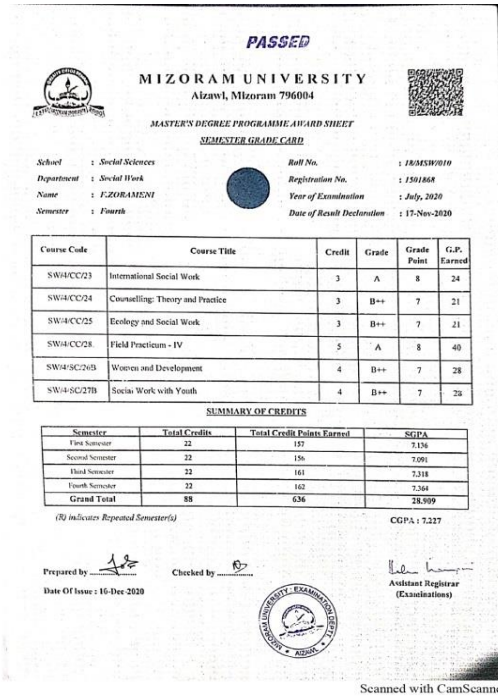 PASSED
MIZORAM UNIVERSITY
Aizawl, Mizoram 796004
MASTER'S DEGREE PROGRAMME AWARD SHEET
SEMESTER GRADE CARD
School : Social Sciences Roll No. : 18/MSW/010
Department : Social Work Registration No. : 1501868
Name : F.ZORAMENI Year of Examination : July, 2020
Semester : Fourth Date of Result Declaration : 17-Nov-2020
Course Code Course Title Credit Grade Grade Point G.P. Earned
SW/4/CC/23 International Social Work 3 A 8 24
SW/4/CC/24 Counselling: Theory and Practice 3 B++ 7 21
SW/4/CC/25 Ecology and Social Work 3 B++ 7 21
SW/4/CC/28 Field Practicum - IV 5 A 8 40
SW/4/SC/26B Women and Development 4 B++ 7 28
SW/4/SC/27B Social Work with Youth 4 B++ 7 28
SUMMARY OF CREDITS
Semester Total Credits Total Credit Points Earned SGPA
First Semester 22 157 7.136
Second Semester 22 156 7.091
Third Semester 22 161 7.318
Fourth Semester 22 162 7.364
Grand Total 88 636 28.909
(R) indicates Repeated Semester(s) CGPA : 7.227
Prepared by Checked by
Assistant Registrar
(Examinations)
Date Of Issue : 16-Dec-2020
MIZORAM UNIVERSITY EXAMINATION DEPTT. AIZAWL
Scanned with CamScanne